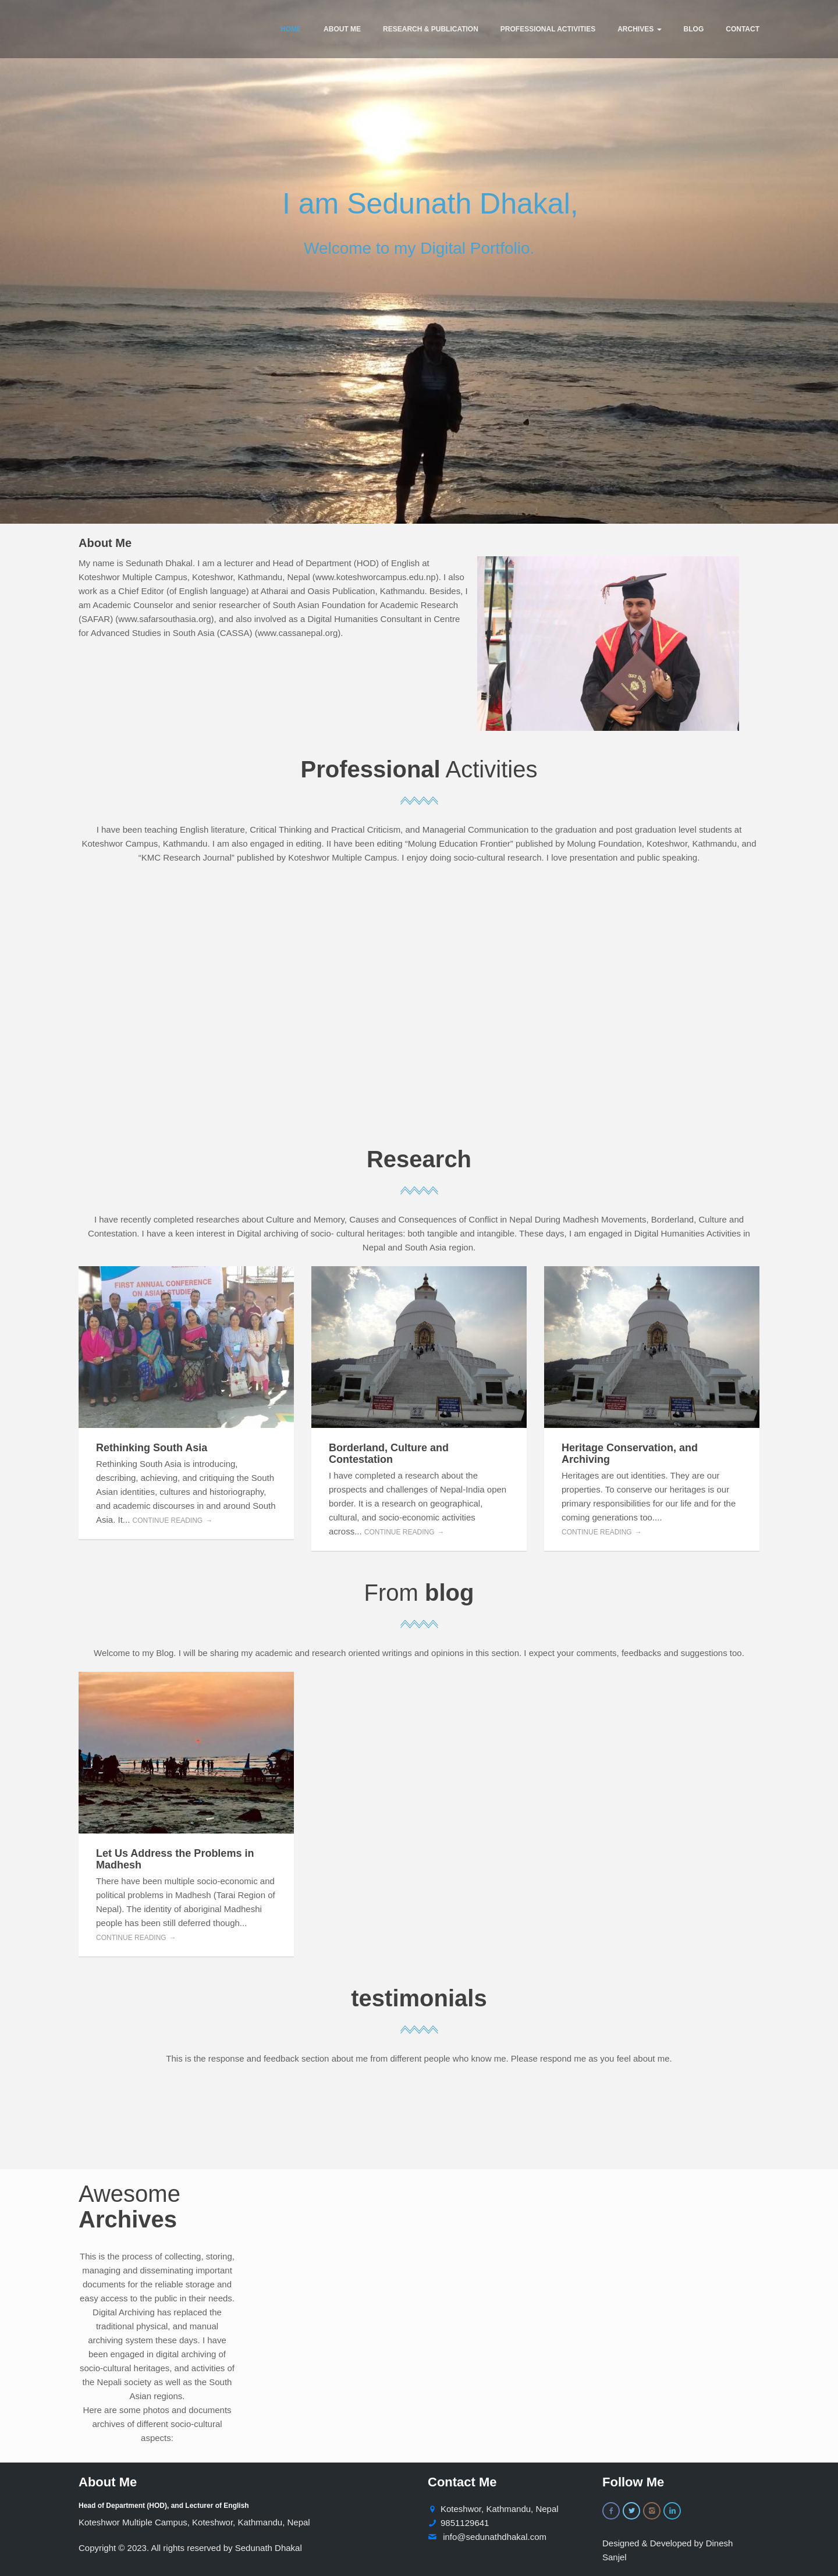 HOME
ABOUT ME
RESEARCH & PUBLICATION
PROFESSIONAL ACTIVITIES
ARCHIVES
BLOG
CONTACT
I am Sedunath Dhakal,
Welcome to my Digital Portfolio.
About Me
My name is Sedunath Dhakal. I am a lecturer and Head of Department (HOD) of English at
Koteshwor Multiple Campus, Koteshwor, Kathmandu, Nepal (www.koteshworcampus.edu.np). I also
work as a Chief Editor (of English language) at Atharai and Oasis Publication, Kathmandu. Besides, I
am Academic Counselor and senior researcher of South Asian Foundation for Academic Research
(SAFAR) (www.safarsouthasia.org), and also involved as a Digital Humanities Consultant in Centre
for Advanced Studies in South Asia (CASSA) (www.cassanepal.org).
Professional Activities
I have been teaching English literature, Critical Thinking and Practical Criticism, and Managerial Communication to the graduation and post graduation level students at
Koteshwor Campus, Kathmandu. I am also engaged in editing. II have been editing “Molung Education Frontier” published by Molung Foundation, Koteshwor, Kathmandu, and
“KMC Research Journal” published by Koteshwor Multiple Campus. I enjoy doing socio-cultural research. I love presentation and public speaking.
Research
I have recently completed researches about Culture and Memory, Causes and Consequences of Conflict in Nepal During Madhesh Movements, Borderland, Culture and
Contestation. I have a keen interest in Digital archiving of socio- cultural heritages: both tangible and intangible. These days, I am engaged in Digital Humanities Activities in
Nepal and South Asia region.
FIRST ANNUAL CONFERENCE
ON ASIAN STUDIES
Rethinking South Asia
Rethinking South Asia is introducing,
describing, achieving, and critiquing the South
Asian identities, cultures and historiography,
and academic discourses in and around South
Asia. It... CONTINUE READING →
Borderland, Culture and
Contestation
I have completed a research about the
prospects and challenges of Nepal-India open
border. It is a research on geographical,
cultural, and socio-economic activities
across... CONTINUE READING →
Heritage Conservation, and
Archiving
Heritages are out identities. They are our
properties. To conserve our heritages is our
primary responsibilities for our life and for the
coming generations too....
CONTINUE READING →
From blog
Welcome to my Blog. I will be sharing my academic and research oriented writings and opinions in this section. I expect your comments, feedbacks and suggestions too.
Let Us Address the Problems in
Madhesh
There have been multiple socio-economic and
political problems in Madhesh (Tarai Region of
Nepal). The identity of aboriginal Madheshi
people has been still deferred though...
CONTINUE READING →
testimonials
This is the response and feedback section about me from different people who know me. Please respond me as you feel about me.
Awesome
Archives
This is the process of collecting, storing,
managing and disseminating important
documents for the reliable storage and
easy access to the public in their needs.
Digital Archiving has replaced the
traditional physical, and manual
archiving system these days. I have
been engaged in digital archiving of
socio-cultural heritages, and activities of
the Nepali society as well as the South
Asian regions.
Here are some photos and documents
archives of different socio-cultural
aspects:
About Me
Head of Department (HOD), and Lecturer of English
Koteshwor Multiple Campus, Koteshwor, Kathmandu, Nepal
Copyright © 2023. All rights reserved by Sedunath Dhakal
Contact Me
Koteshwor, Kathmandu, Nepal
9851129641
info@sedunathdhakal.com
Follow Me
Designed & Developed by Dinesh
Sanjel